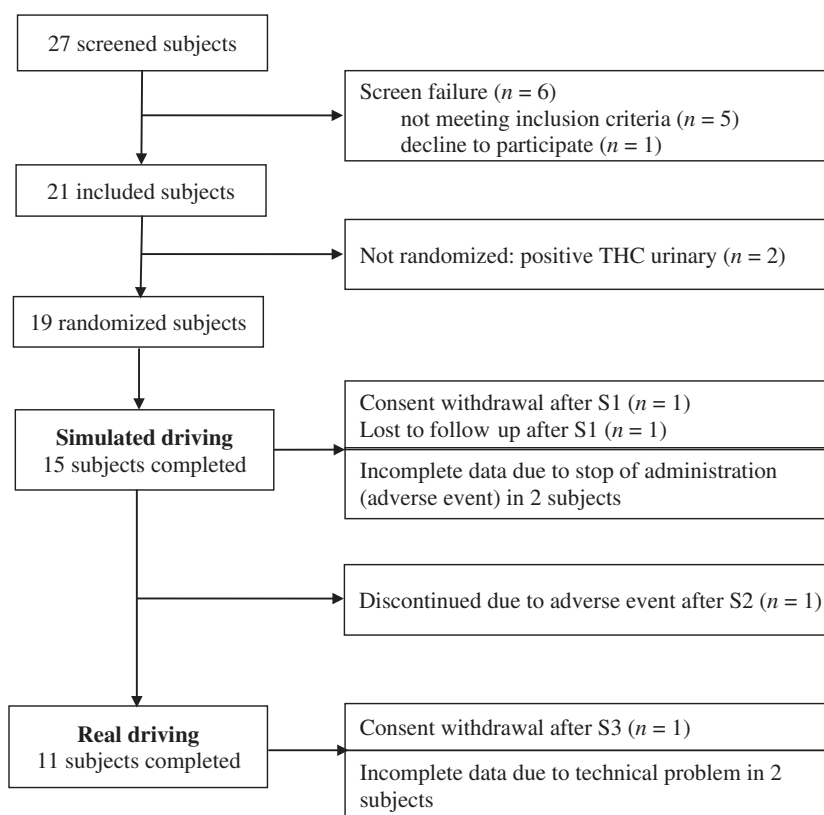 27 screened subjects
Screen failure (n = 6)
not meeting inclusion criteria (n = 5)
decline to participate (n = 1)
21 included subjects
Not randomized: positive THC urinary (n = 2)
19 randomized subjects
Simulated driving
15 subjects completed
Consent withdrawal after S1 (n = 1)
Lost to follow up after S1 (n = 1)
Incomplete data due to stop of administration
(adverse event) in 2 subjects
Discontinued due to adverse event after S2 (n = 1)
Real driving
11 subjects completed
Consent withdrawal after S3 (n = 1)
Incomplete data due to technical problem in 2
subjects